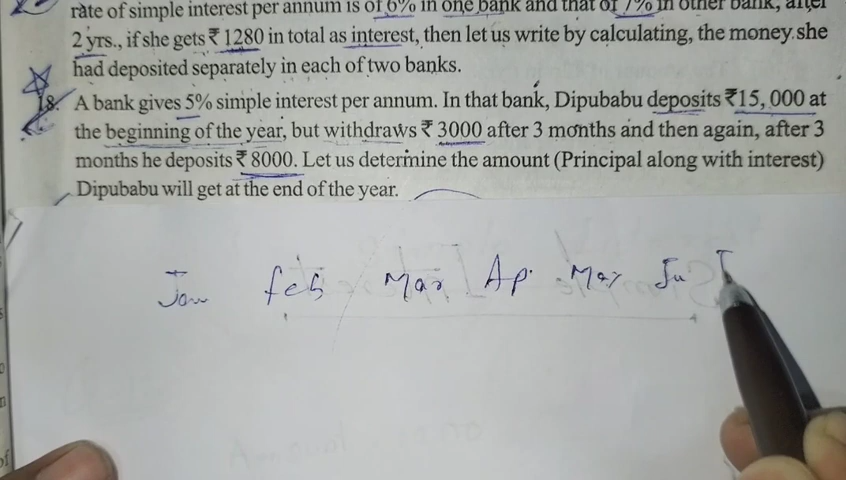 rate of simple interest per annum is of 6% in one bank and that of 7% in other bank, after
2 yrs., if she gets ₹ 1280 in total as interest, then let us write by calculating, the money she
had deposited separately in each of two banks.
18. A bank gives 5% simple interest per annum. In that bank, Dipubabu deposits ₹15, 000 at
the beginning of the year, but withdraws ₹ 3000 after 3 months and then again, after 3
months he deposits ₹ 8000. Let us determine the amount (Principal along with interest)
Dipubabu will get at the end of the year.
Jan feb Mar Ap May Ju